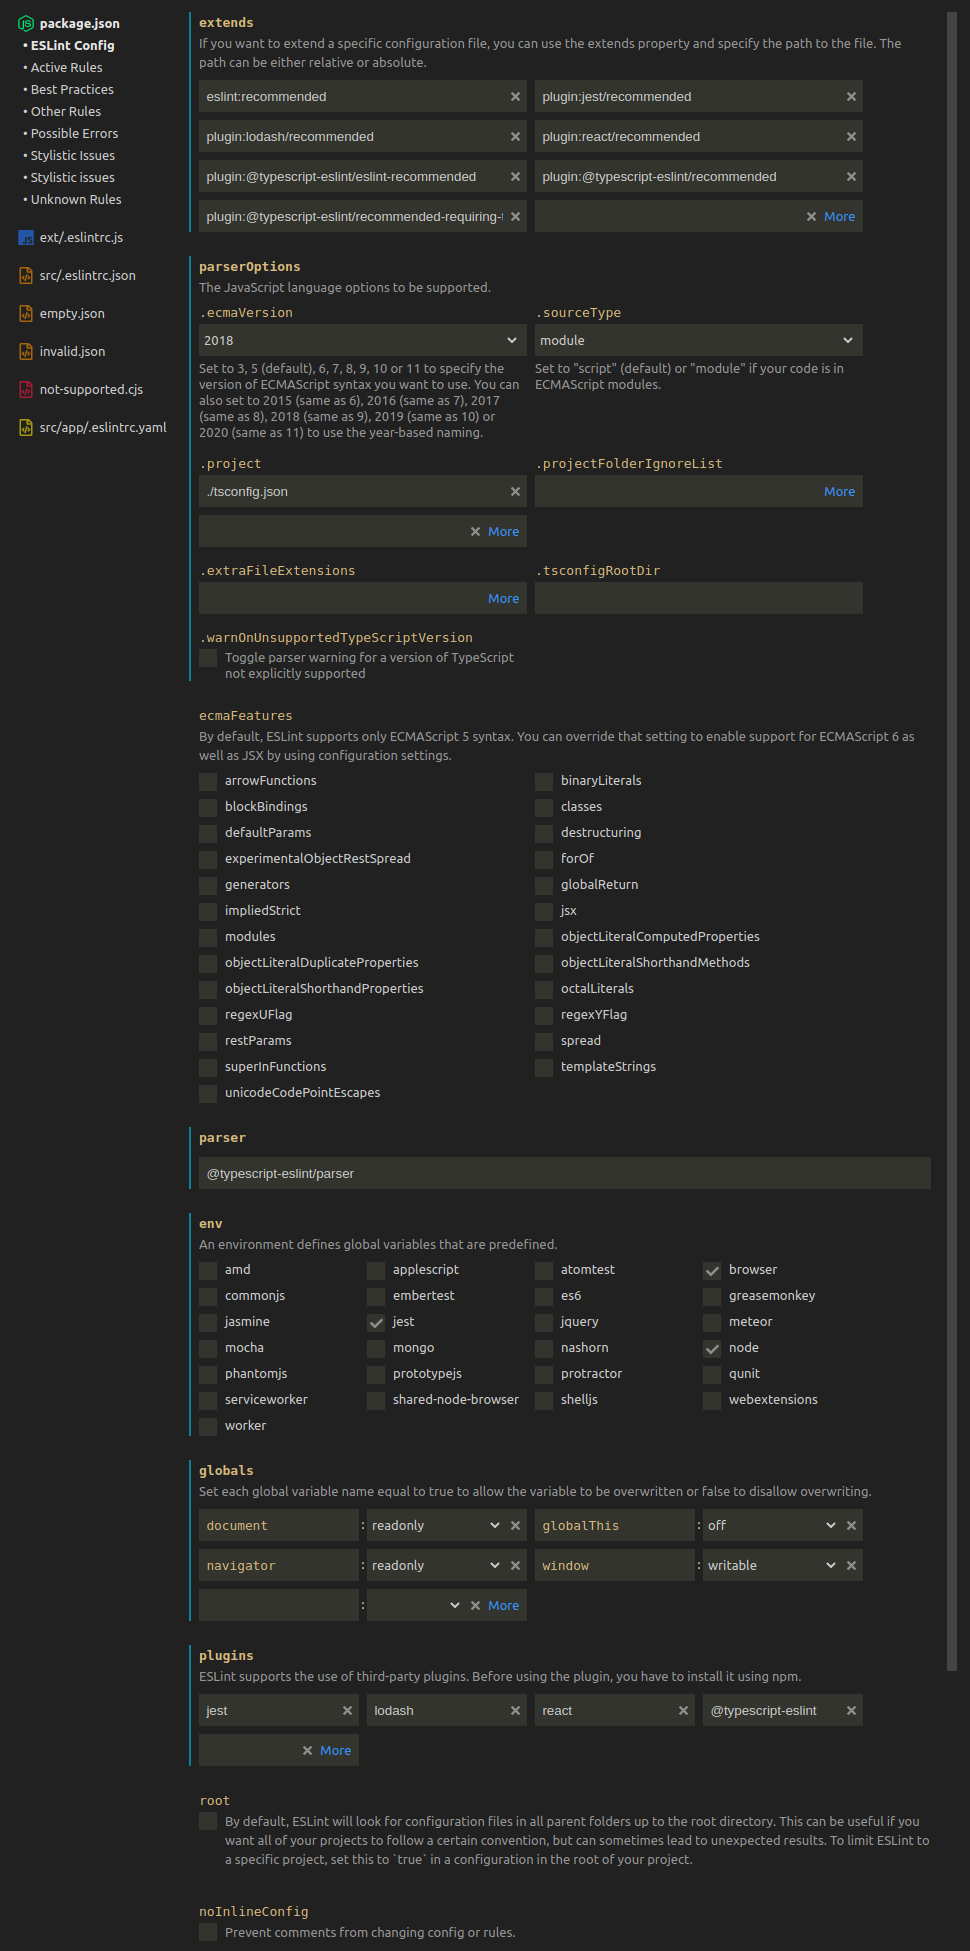 package.json
• ESLint Config
• Active Rules
• Best Practices
• Other Rules
• Possible Errors
• Stylistic Issues
• Stylistic issues
• Unknown Rules
ext/.eslintrc.js
src/.eslintrc.json
empty.json
invalid.json
not-supported.cjs
src/app/.eslintrc.yaml
extends
If you want to extend a specific configuration file, you can use the extends property and specify the path to the file. The
path can be either relative or absolute.
eslint:recommended
plugin:jest/recommended
plugin:lodash/recommended
plugin:react/recommended
plugin:@typescript-eslint/eslint-recommended
plugin:@typescript-eslint/recommended
plugin:@typescript-eslint/recommended-requiring-
More
parserOptions
The JavaScript language options to be supported.
.ecmaVersion
2018
Set to 3, 5 (default), 6, 7, 8, 9, 10 or 11 to specify the
version of ECMAScript syntax you want to use. You can
also set to 2015 (same as 6), 2016 (same as 7), 2017
(same as 8), 2018 (same as 9), 2019 (same as 10) or
2020 (same as 11) to use the year-based naming.
.sourceType
module
Set to "script" (default) or "module" if your code is in
ECMAScript modules.
.project
./tsconfig.json
More
.projectFolderIgnoreList
More
.extraFileExtensions
More
.tsconfigRootDir
.warnOnUnsupportedTypeScriptVersion
Toggle parser warning for a version of TypeScript
not explicitly supported
ecmaFeatures
By default, ESLint supports only ECMAScript 5 syntax. You can override that setting to enable support for ECMAScript 6 as
well as JSX by using configuration settings.
arrowFunctions
binaryLiterals
blockBindings
classes
defaultParams
destructuring
experimentalObjectRestSpread
forOf
generators
globalReturn
impliedStrict
jsx
modules
objectLiteralComputedProperties
objectLiteralDuplicateProperties
objectLiteralShorthandMethods
objectLiteralShorthandProperties
octalLiterals
regexUFlag
regexYFlag
restParams
spread
superInFunctions
templateStrings
unicodeCodePointEscapes
parser
@typescript-eslint/parser
env
An environment defines global variables that are predefined.
amd applescript atomtest browser
commonjs embertest es6 greasemonkey
jasmine jest jquery meteor
mocha mongo nashorn node
phantomjs prototypejs protractor qunit
serviceworker shared-node-browser shelljs webextensions
worker
globals
Set each global variable name equal to true to allow the variable to be overwritten or false to disallow overwriting.
document : readonly globalThis : off
navigator : readonly window : writable
: More
plugins
ESLint supports the use of third-party plugins. Before using the plugin, you have to install it using npm.
jest lodash react @typescript-eslint
More
root
By default, ESLint will look for configuration files in all parent folders up to the root directory. This can be useful if you
want all of your projects to follow a certain convention, but can sometimes lead to unexpected results. To limit ESLint to
a specific project, set this to `true` in a configuration in the root of your project.
noInlineConfig
Prevent comments from changing config or rules.